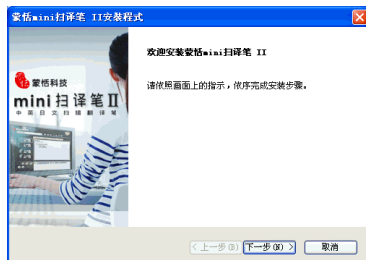 蒙恬mini扫译笔 II安装程式
欢迎安装蒙恬mini扫译笔 II
请依照画面上的指示，依序完成安装步骤。
蒙恬科技
mini扫译笔II
中英日文扫描翻译笔
<上一步(B)
下一步(N) >
取消